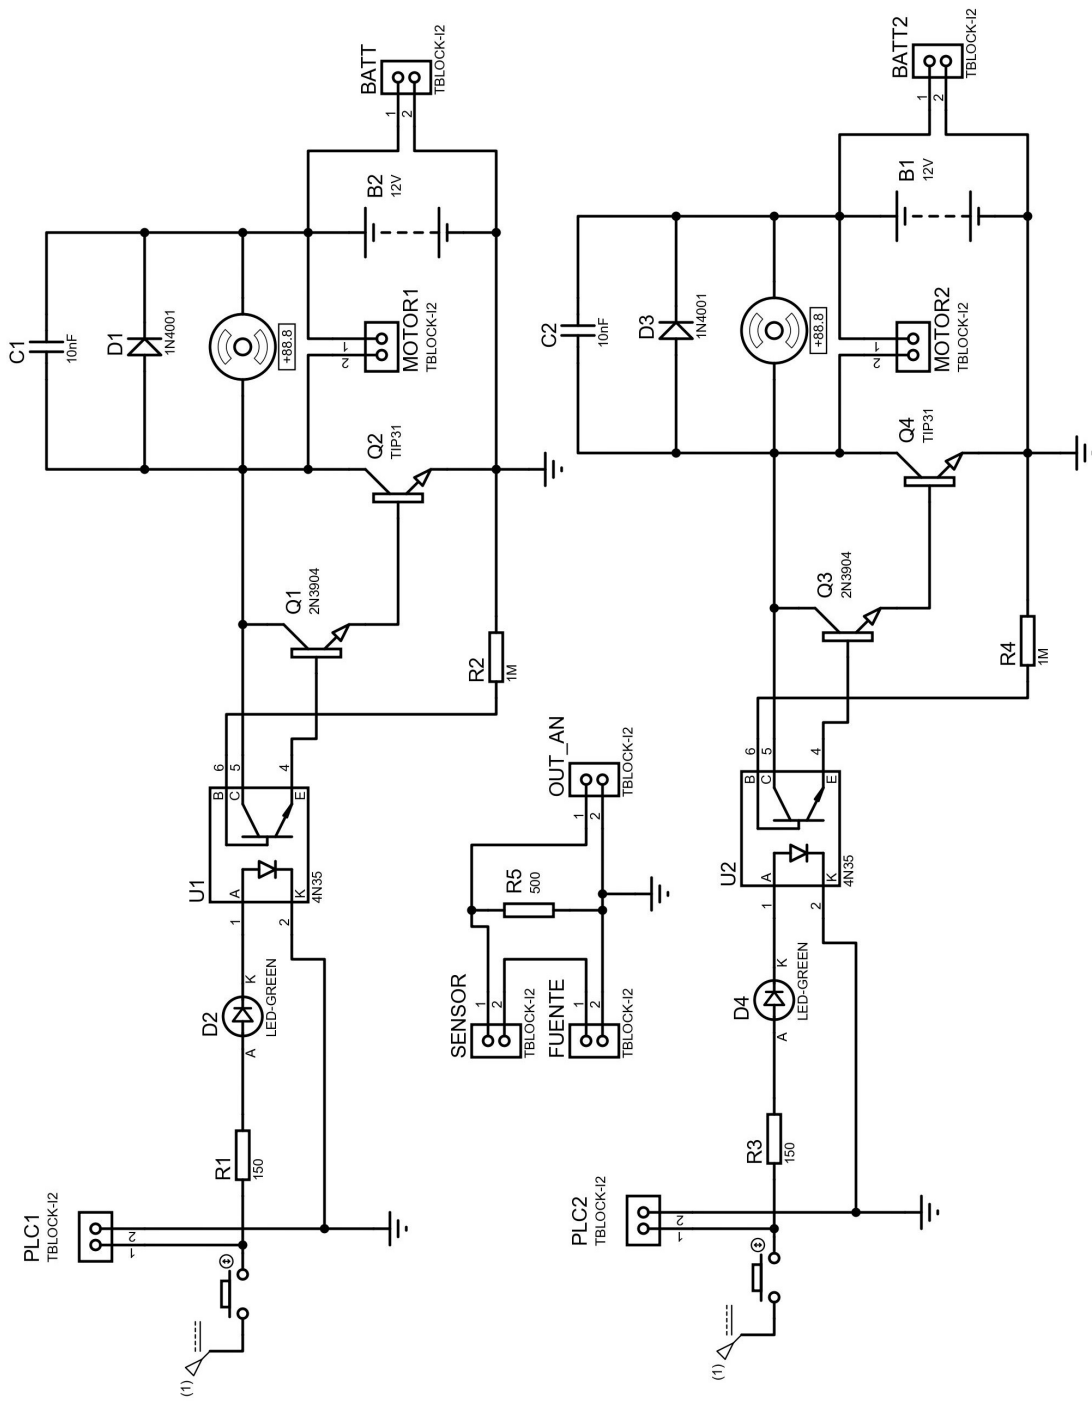 BATT
TBLOCK-I2
1
2
C1
10nF
D1
1N4001
+88.8
MOTOR1
TBLOCK-I2
1
2
B2
12V
Q2
TIP31
Q1
2N3904
R2
1M
U1
4N35
A
K
B
C
E
1
2
6
5
4
D2
LED-GREEN
A
K
R1
150
PLC1
TBLOCK-I2
1
2
(1)
SENSOR
TBLOCK-I2
1
2
FUENTE
TBLOCK-I2
1
2
R5
500
OUT_AN
TBLOCK-I2
1
2
BATT2
TBLOCK-I2
1
2
C2
10nF
D3
1N4001
+88.8
MOTOR2
TBLOCK-I2
1
2
B1
12V
Q4
TIP31
Q3
2N3904
R4
1M
U2
4N35
A
K
B
C
E
1
2
6
5
4
D4
LED-GREEN
A
K
R3
150
PLC2
TBLOCK-I2
1
2
(1)